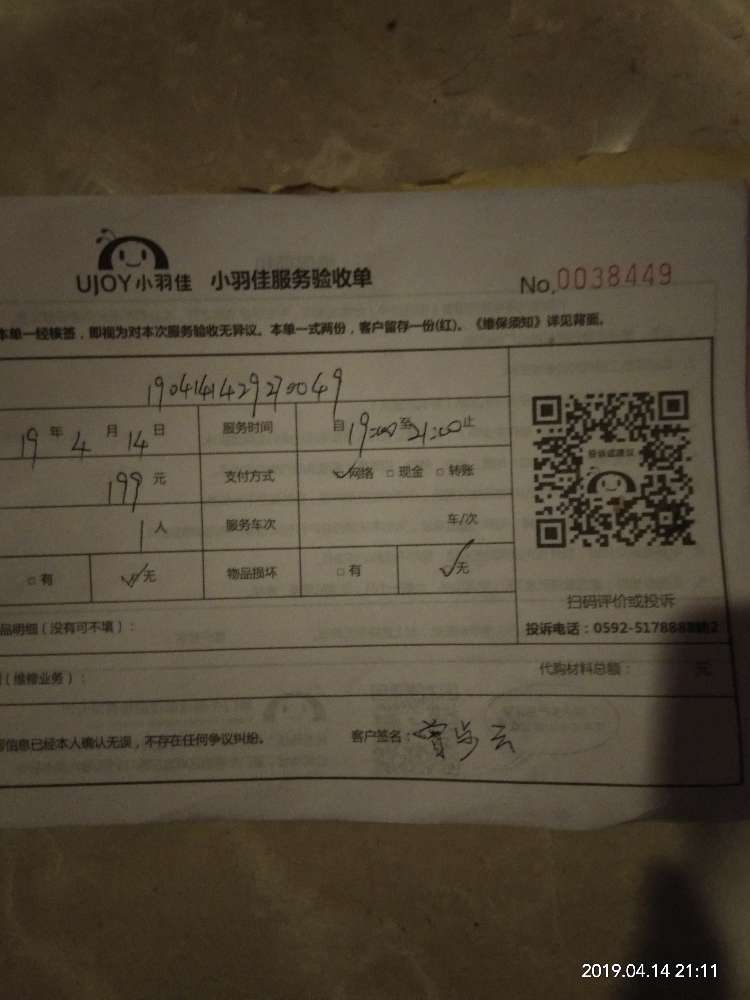 UJOY小羽佳 小羽佳服务验收单 No.0038449
本单一经核签，即视为对本次服务验收无异议。本单一式两份，客户留存一份(红)。《维保须知》详见背面。
19 年 4 月 14 日 服务时间 自 19:00 至 21:00 止
199 元 支付方式 ☑网络 □现金 □转账
1 人 服务车次 车/次
□有 ☑无 物品损坏 □有 ☑无
投诉或建议
扫码评价或投诉
品明细（没有可不填）：
投诉电话：0592-5178888
（维修业务）：
代购材料总额： 元
信息已经本人确认无误，不存在任何争议纠纷。 客户签名：
2019.04.14 21:11